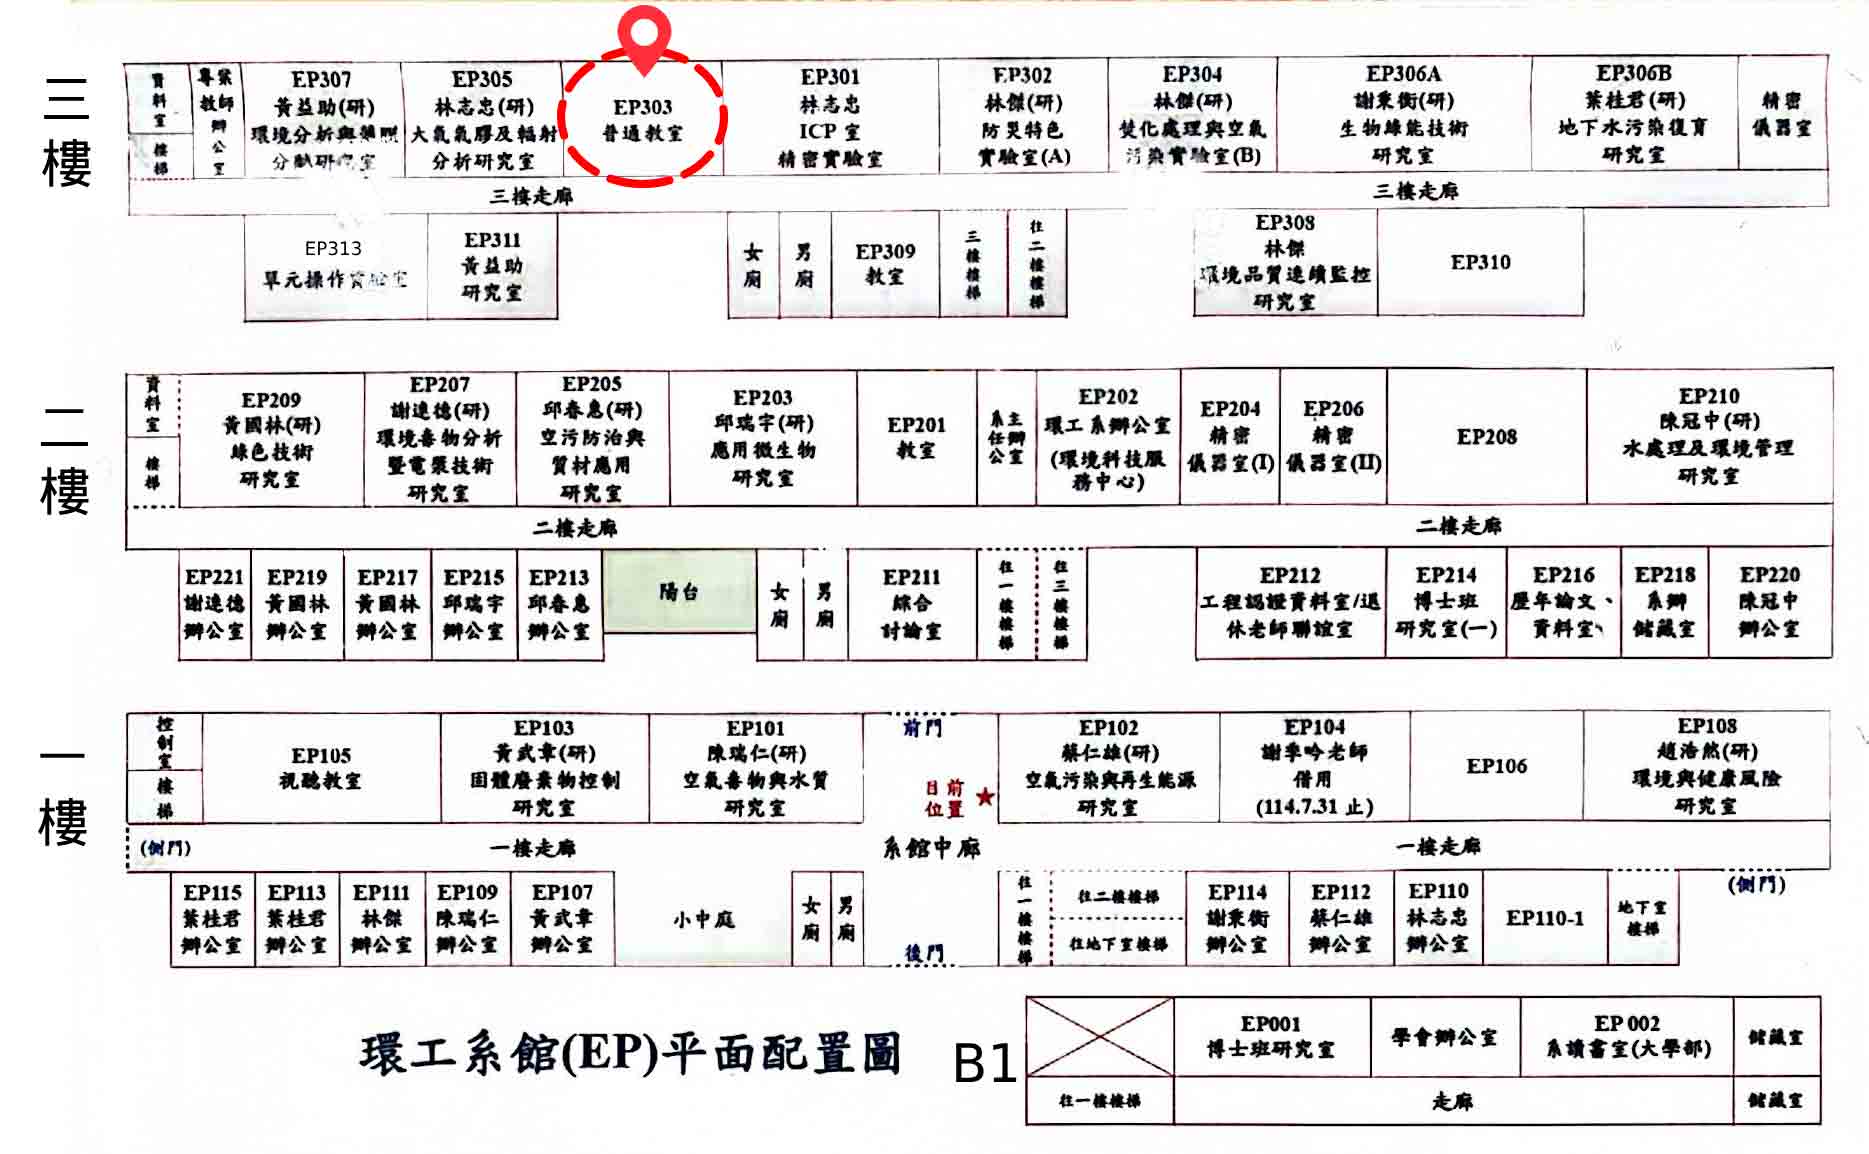 三樓
資料室
樓梯
專業教師辦公室
EP307
黃益助(研)
環境分析與
分
研究室
EP305
林志忠(研)
大氣氣膠及輻射
分析研究室
EP303
普通教室
EP301
林志忠
ICP 室
精密實驗室
EP302
林傑(研)
防災特色
實驗室(A)
EP304
林傑(研)
焚化處理與空氣
污染實驗室(B)
EP306A
謝秉衡(研)
生物綠能技術
研究室
EP306B
葉桂君(研)
地下水污染復育
研究室
精密
儀器室
三樓走廊
三樓走廊
EP313
單元操作實驗室
EP311
黃益助
研究室
女廁
男廁
EP309
教室
三樓樓梯
往二樓樓梯
EP308
林傑
環境品質連續監控
研究室
EP310
二樓
資料室
樓梯
EP209
黃國林(研)
綠色技術
研究室
EP207
謝連德(研)
環境毒物分析
暨電漿技術
研究室
EP205
邱春惠(研)
空污防治與
質材應用
研究室
EP203
邱瑞宇(研)
應用微生物
研究室
EP201
教室
系主任辦公室
EP202
環工系辦公室
(環境科技服
務中心)
EP204
精密
儀器室(I)
EP206
精密
儀器室(II)
EP208
EP210
陳冠中(研)
水處理及環境管理
研究室
二樓走廊
二樓走廊
EP221
謝連德
辦公室
EP219
黃國林
辦公室
EP217
黃國林
辦公室
EP215
邱瑞宇
辦公室
EP213
邱春惠
辦公室
陽台
女廁
男廁
EP211
綜合
討論室
往一樓樓梯
往三樓樓梯
EP212
工程認證資料室/退
休老師聯誼室
EP214
博士班
研究室(一)
EP216
歷年論文、
資料室
EP218
系辦
儲藏室
EP220
陳冠中
辦公室
一樓
控制室
樓梯
EP105
視聽教室
EP103
黃武章(研)
固體廢棄物控制
研究室
EP101
陳瑞仁(研)
空氣毒物與水質
研究室
前門
目前
位置
★
EP102
蔡仁雄(研)
空氣污染與再生能源
研究室
EP104
謝季吟老師
借用
(114.7.31 止)
EP106
EP108
趙浩然(研)
環境與健康風險
研究室
(側門)
一樓走廊
系館中廊
一樓走廊
(側門)
EP115
葉桂君
辦公室
EP113
葉桂君
辦公室
EP111
林傑
辦公室
EP109
陳瑞仁
辦公室
EP107
黃武章
辦公室
小中庭
女廁
男廁
後門
往一樓樓梯
往二樓樓梯
往地下室樓梯
EP114
謝秉衡
辦公室
EP112
蔡仁雄
辦公室
EP110
林志忠
辦公室
EP110-1
地下室
樓梯
環工系館(EP)平面配置圖
B1
EP001
博士班研究室
學會辦公室
EP 002
系讀書室(大學部)
儲藏室
往一樓樓梯
走廊
儲藏室